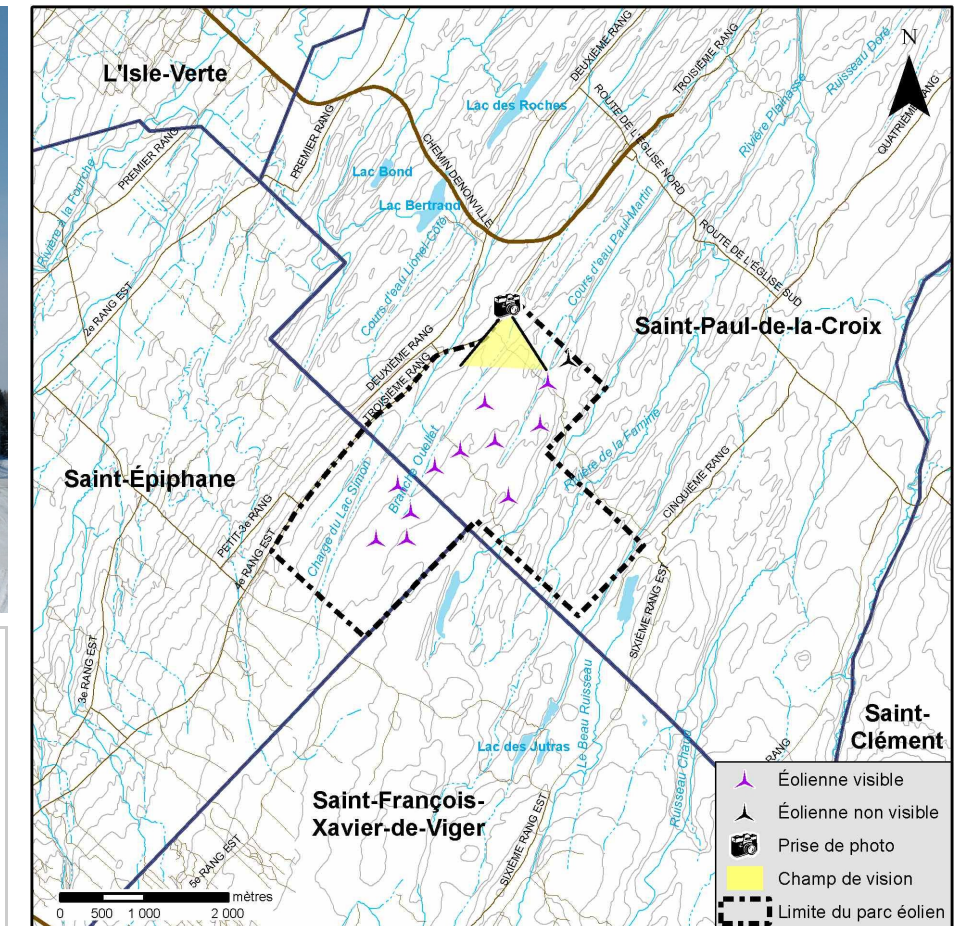 N
L'Isle-Verte
DEUXIÈME RANG
TROISIÈME RANG
Ruisseau Doré
Rivière Plainasse
QUATRIÈME RANG
Lac des Roches
ROUTE DE L'ÉGLISE NORD
PREMIER RANG
PREMIER RANG
CHEMIN DENONVILLE
Lac Bond
Lac Bertrand
Rivière à la Fourche
Cours d'eau Lionel-Côté
Cours d'eau Paul-Martin
ROUTE DE L'ÉGLISE SUD
2e RANG EST
Saint-Paul-de-la-Croix
DEUXIÈME RANG
TROISIÈME RANG
Saint-Épiphane
Branche Ouellet
Rivière de la Famine
CINQUIÈME RANG
Charge du Lac Simon
PETIT-3e RANG
4e RANG EST
SIXIÈME RANG EST
3e RANG EST
Le Beau Ruisseau
Lac des Jutras
Saint-
Clément
RANG
Saint-François-
Xavier-de-Viger
SIXIÈME RANG EST
5e RANG EST
Éolienne visible
Éolienne non visible
Prise de photo
Champ de vision
Limite du parc éolien
mètres
0 500 1 000 2 000